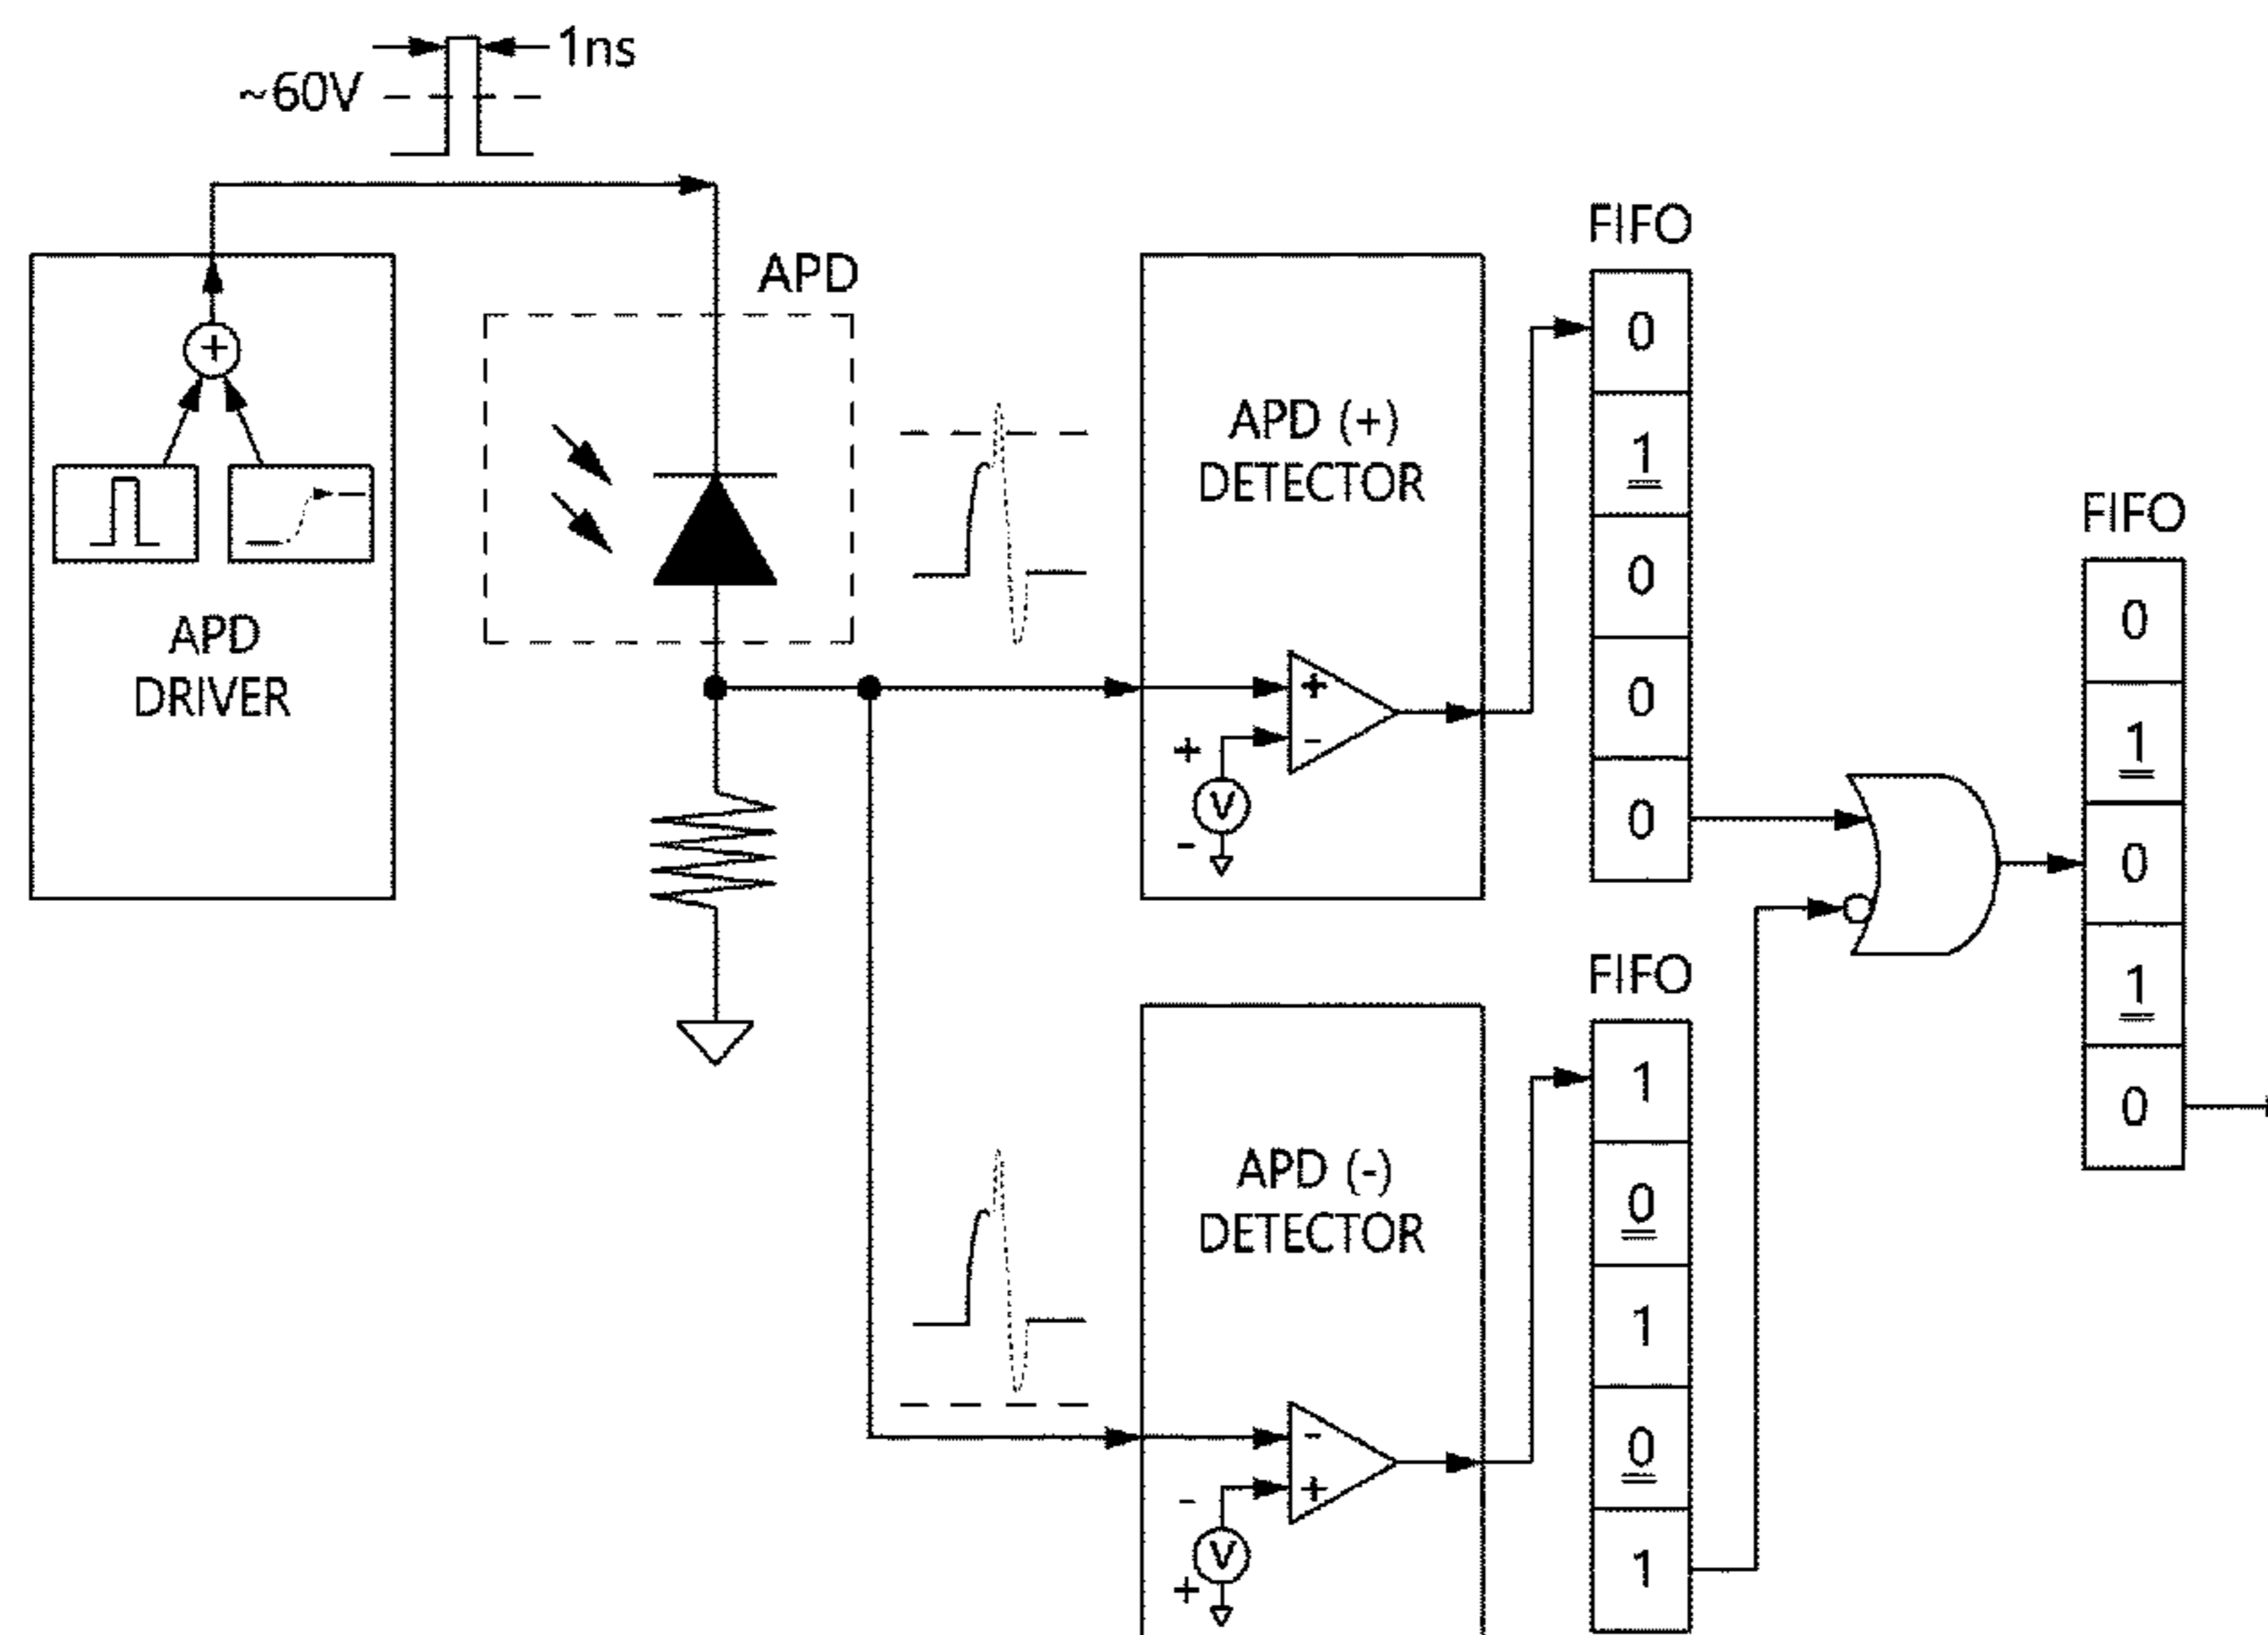 1ns
~60V
APD
+
APD
DRIVER
APD (+)
DETECTOR
+
-
+
V
-
FIFO
0
1
0
0
0
APD (-)
DETECTOR
-
+
-
V
+
FIFO
1
0
1
0
1
FIFO
0
1
0
1
0